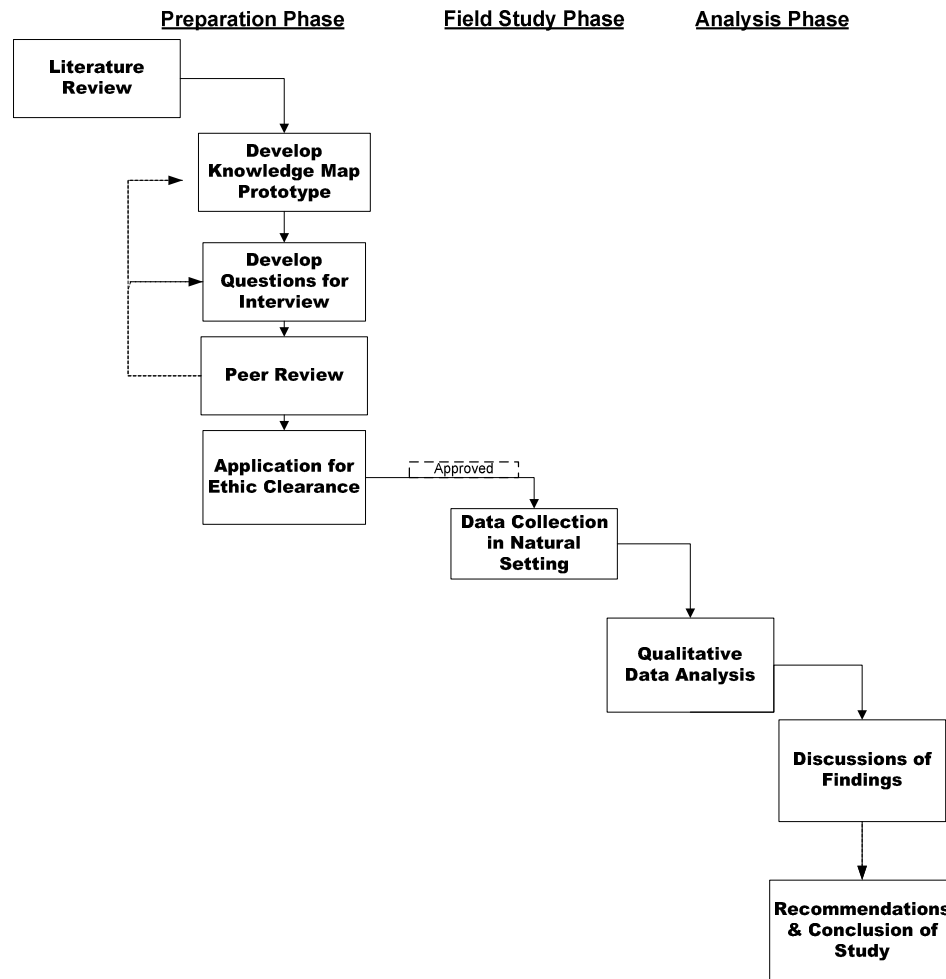 Preparation Phase
Field Study Phase
Analysis Phase
Literature
Review
Develop
Knowledge Map
Prototype
Develop
Questions for
Interview
Peer Review
Application for
Ethic Clearance
Approved
Data Collection
in Natural
Setting
Qualitative
Data Analysis
Discussions of
Findings
Recommendations
& Conclusion of
Study